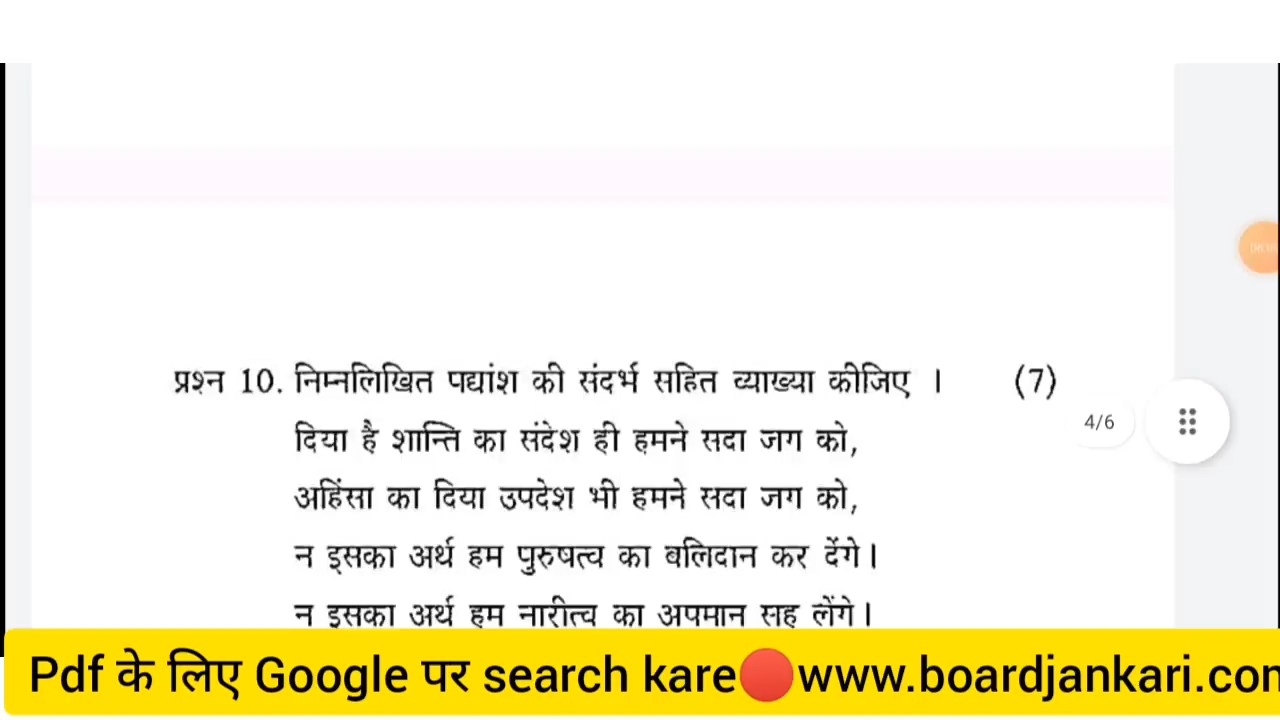 प्रश्न 10. निम्नलिखित पद्यांश की संदर्भ सहित व्याख्या कीजिए । (7)
दिया है शान्ति का संदेश ही हमने सदा जग को,
4/6
अहिंसा का दिया उपदेश भी हमने सदा जग को,
न इसका अर्थ हम पुरुषत्व का बलिदान कर देंगे।
न इसका अर्थ हम नारीत्व का अपमान सह लेंगे।
Pdf के लिए Google पर search kare🔴www.boardjankari.com